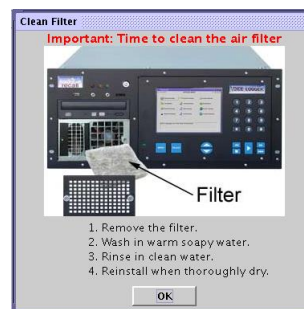 Clean Filter
Important: Time to clean the air filter
Filter
1. Remove the filter.
2. Wash in warm soapy water.
3. Rinse in clean water.
4. Reinstall when thoroughly dry.
OK